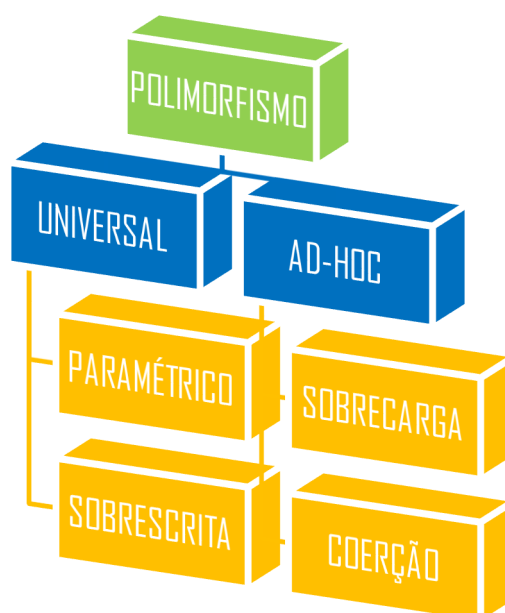 POLIMORFISMO
UNIVERSAL
AD-HOC
PARAMÉTRICO
SOBRECARGA
SOBRESCRITA
COERÇÃO